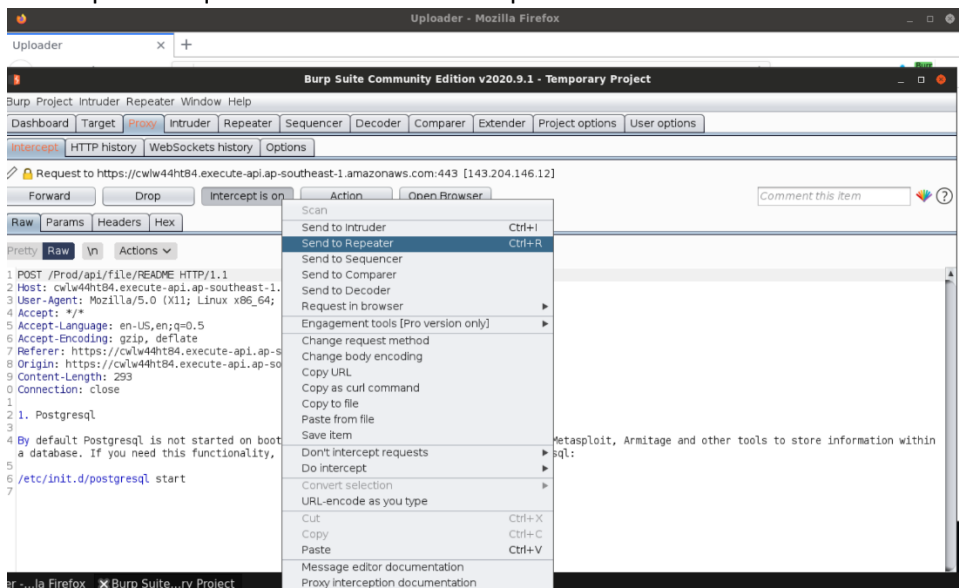 Uploader - Mozilla Firefox
Uploader × +
Burp Suite Community Edition v2020.9.1 - Temporary Project
Burp Project Intruder Repeater Window Help
Dashboard Target Proxy Intruder Repeater Sequencer Decoder Comparer Extender Project options User options
Intercept HTTP history WebSockets history Options
Request to https://cwlw44ht84.execute-api.ap-southeast-1.amazonaws.com:443 [143.204.146.12]
Forward Drop Intercept is on Action Open Browser Comment this item
Raw Params Headers Hex
Pretty Raw \n Actions
1 POST /Prod/api/file/README HTTP/1.1
2 Host: cwlw44ht84.execute-api.ap-southeast-1.
3 User-Agent: Mozilla/5.0 (X11; Linux x86_64;
4 Accept: */*
5 Accept-Language: en-US,en;q=0.5
6 Accept-Encoding: gzip, deflate
7 Referer: https://cwlw44ht84.execute-api.ap-s
8 Origin: https://cwlw44ht84.execute-api.ap-so
9 Content-Length: 293
0 Connection: close
1
2 1. Postgresql
3
4 By default Postgresql is not started on boot Metasploit, Armitage and other tools to store information within
a database. If you need this functionality, sql:
5
6 /etc/init.d/postgresql start
7
Scan
Send to Intruder Ctrl+I
Send to Repeater Ctrl+R
Send to Sequencer
Send to Comparer
Send to Decoder
Request in browser
Engagement tools [Pro version only]
Change request method
Change body encoding
Copy URL
Copy as curl command
Copy to file
Paste from file
Save item
Don't intercept requests
Do intercept
Convert selection
URL-encode as you type
Cut Ctrl+X
Copy Ctrl+C
Paste Ctrl+V
Message editor documentation
Proxy interception documentation
er -...la Firefox Burp Suite...ry Project